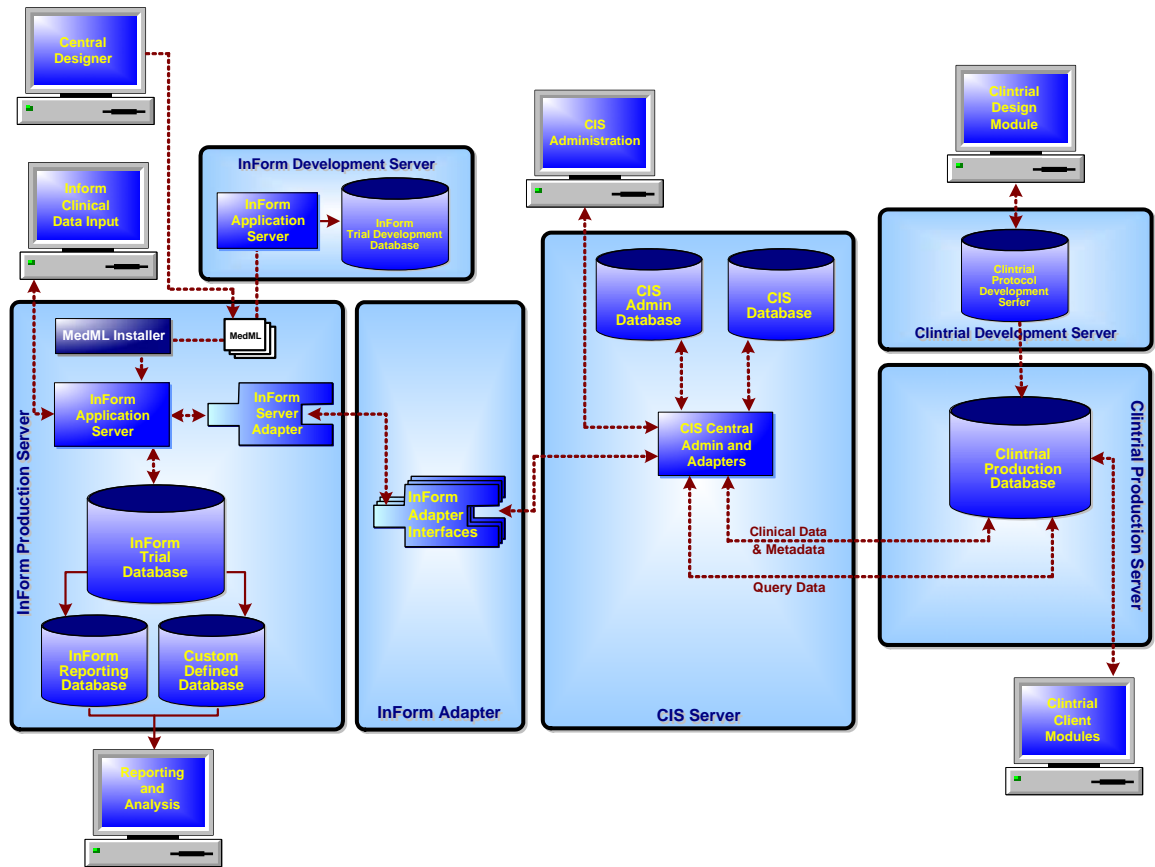 Central
Designer
Inform
Clinical
Data Input
InForm Development Server
InForm
Application
Server
InForm
Trial Development
Database
CIS
Administration
Clintrial
Design
Module
MedML Installer
MedML
InForm
Application
Server
InForm
Server
Adapter
InForm
Trial
Database
InForm
Reporting
Database
Custom
Defined
Database
InForm Production Server
Reporting
and
Analysis
InForm
Adapter
Interfaces
InForm Adapter
CIS
Admin
Database
CIS
Database
CIS Central
Admin and
Adapters
Clinical Data
& Metadata
Query Data
CIS Server
Clintrial
Protocol
Development
Serfer
Clintrial Development Server
Clintrial
Production
Database
Clintrial Production Server
Clintrial
Client
Modules